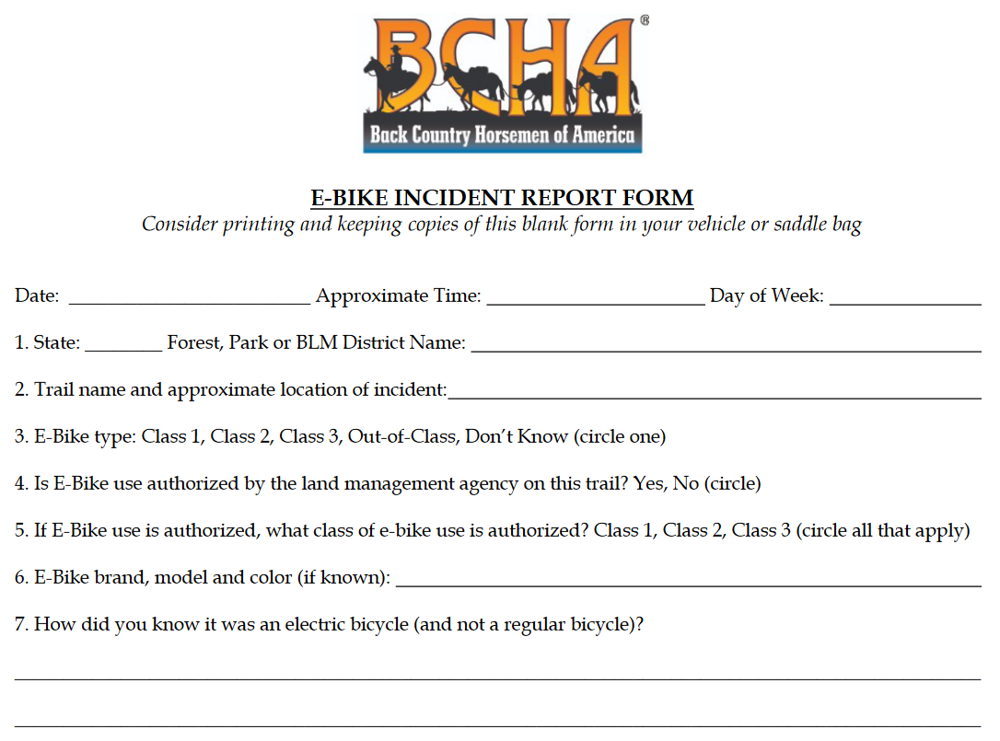 BCHA®
Back Country Horsemen of America
E-BIKE INCIDENT REPORT FORM
Consider printing and keeping copies of this blank form in your vehicle or saddle bag
Date: ________________________ Approximate Time: ______________________ Day of Week: _______________
1. State: ________ Forest, Park or BLM District Name: ____________________________________________________
2. Trail name and approximate location of incident:______________________________________________________
3. E-Bike type: Class 1, Class 2, Class 3, Out-of-Class, Don’t Know (circle one)
4. Is E-Bike use authorized by the land management agency on this trail? Yes, No (circle)
5. If E-Bike use is authorized, what class of e-bike use is authorized? Class 1, Class 2, Class 3 (circle all that apply)
6. E-Bike brand, model and color (if known): ____________________________________________________________
7. How did you know it was an electric bicycle (and not a regular bicycle)?